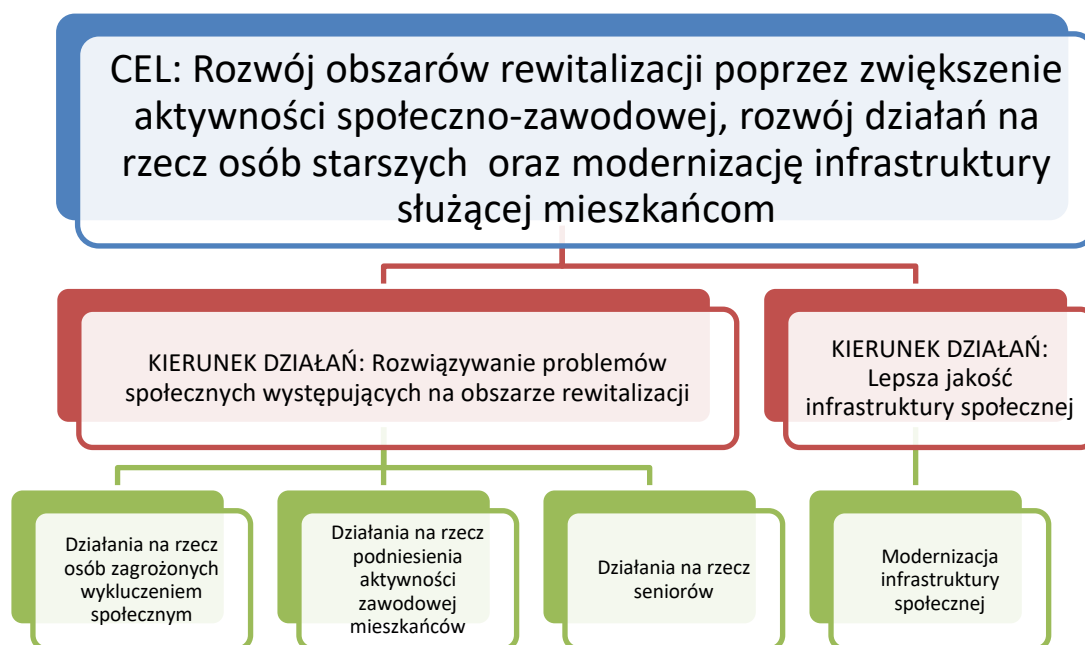 CEL: Rozwój obszarów rewitalizacji poprzez zwiększenie
aktywności społeczno-zawodowej, rozwój działań na
rzecz osób starszych oraz modernizację infrastruktury
służącej mieszkańcom
KIERUNEK DZIAŁAŃ: Rozwiązywanie problemów
społecznych występujących na obszarze rewitalizacji
KIERUNEK DZIAŁAŃ:
Lepsza jakość
infrastruktury społecznej
Działania na rzecz
osób zagrożonych
wykluczeniem
społecznym
Działania na rzecz
podniesienia
aktywności
zawodowej
mieszkańców
Działania na rzecz
seniorów
Modernizacja
infrastruktury
społecznej